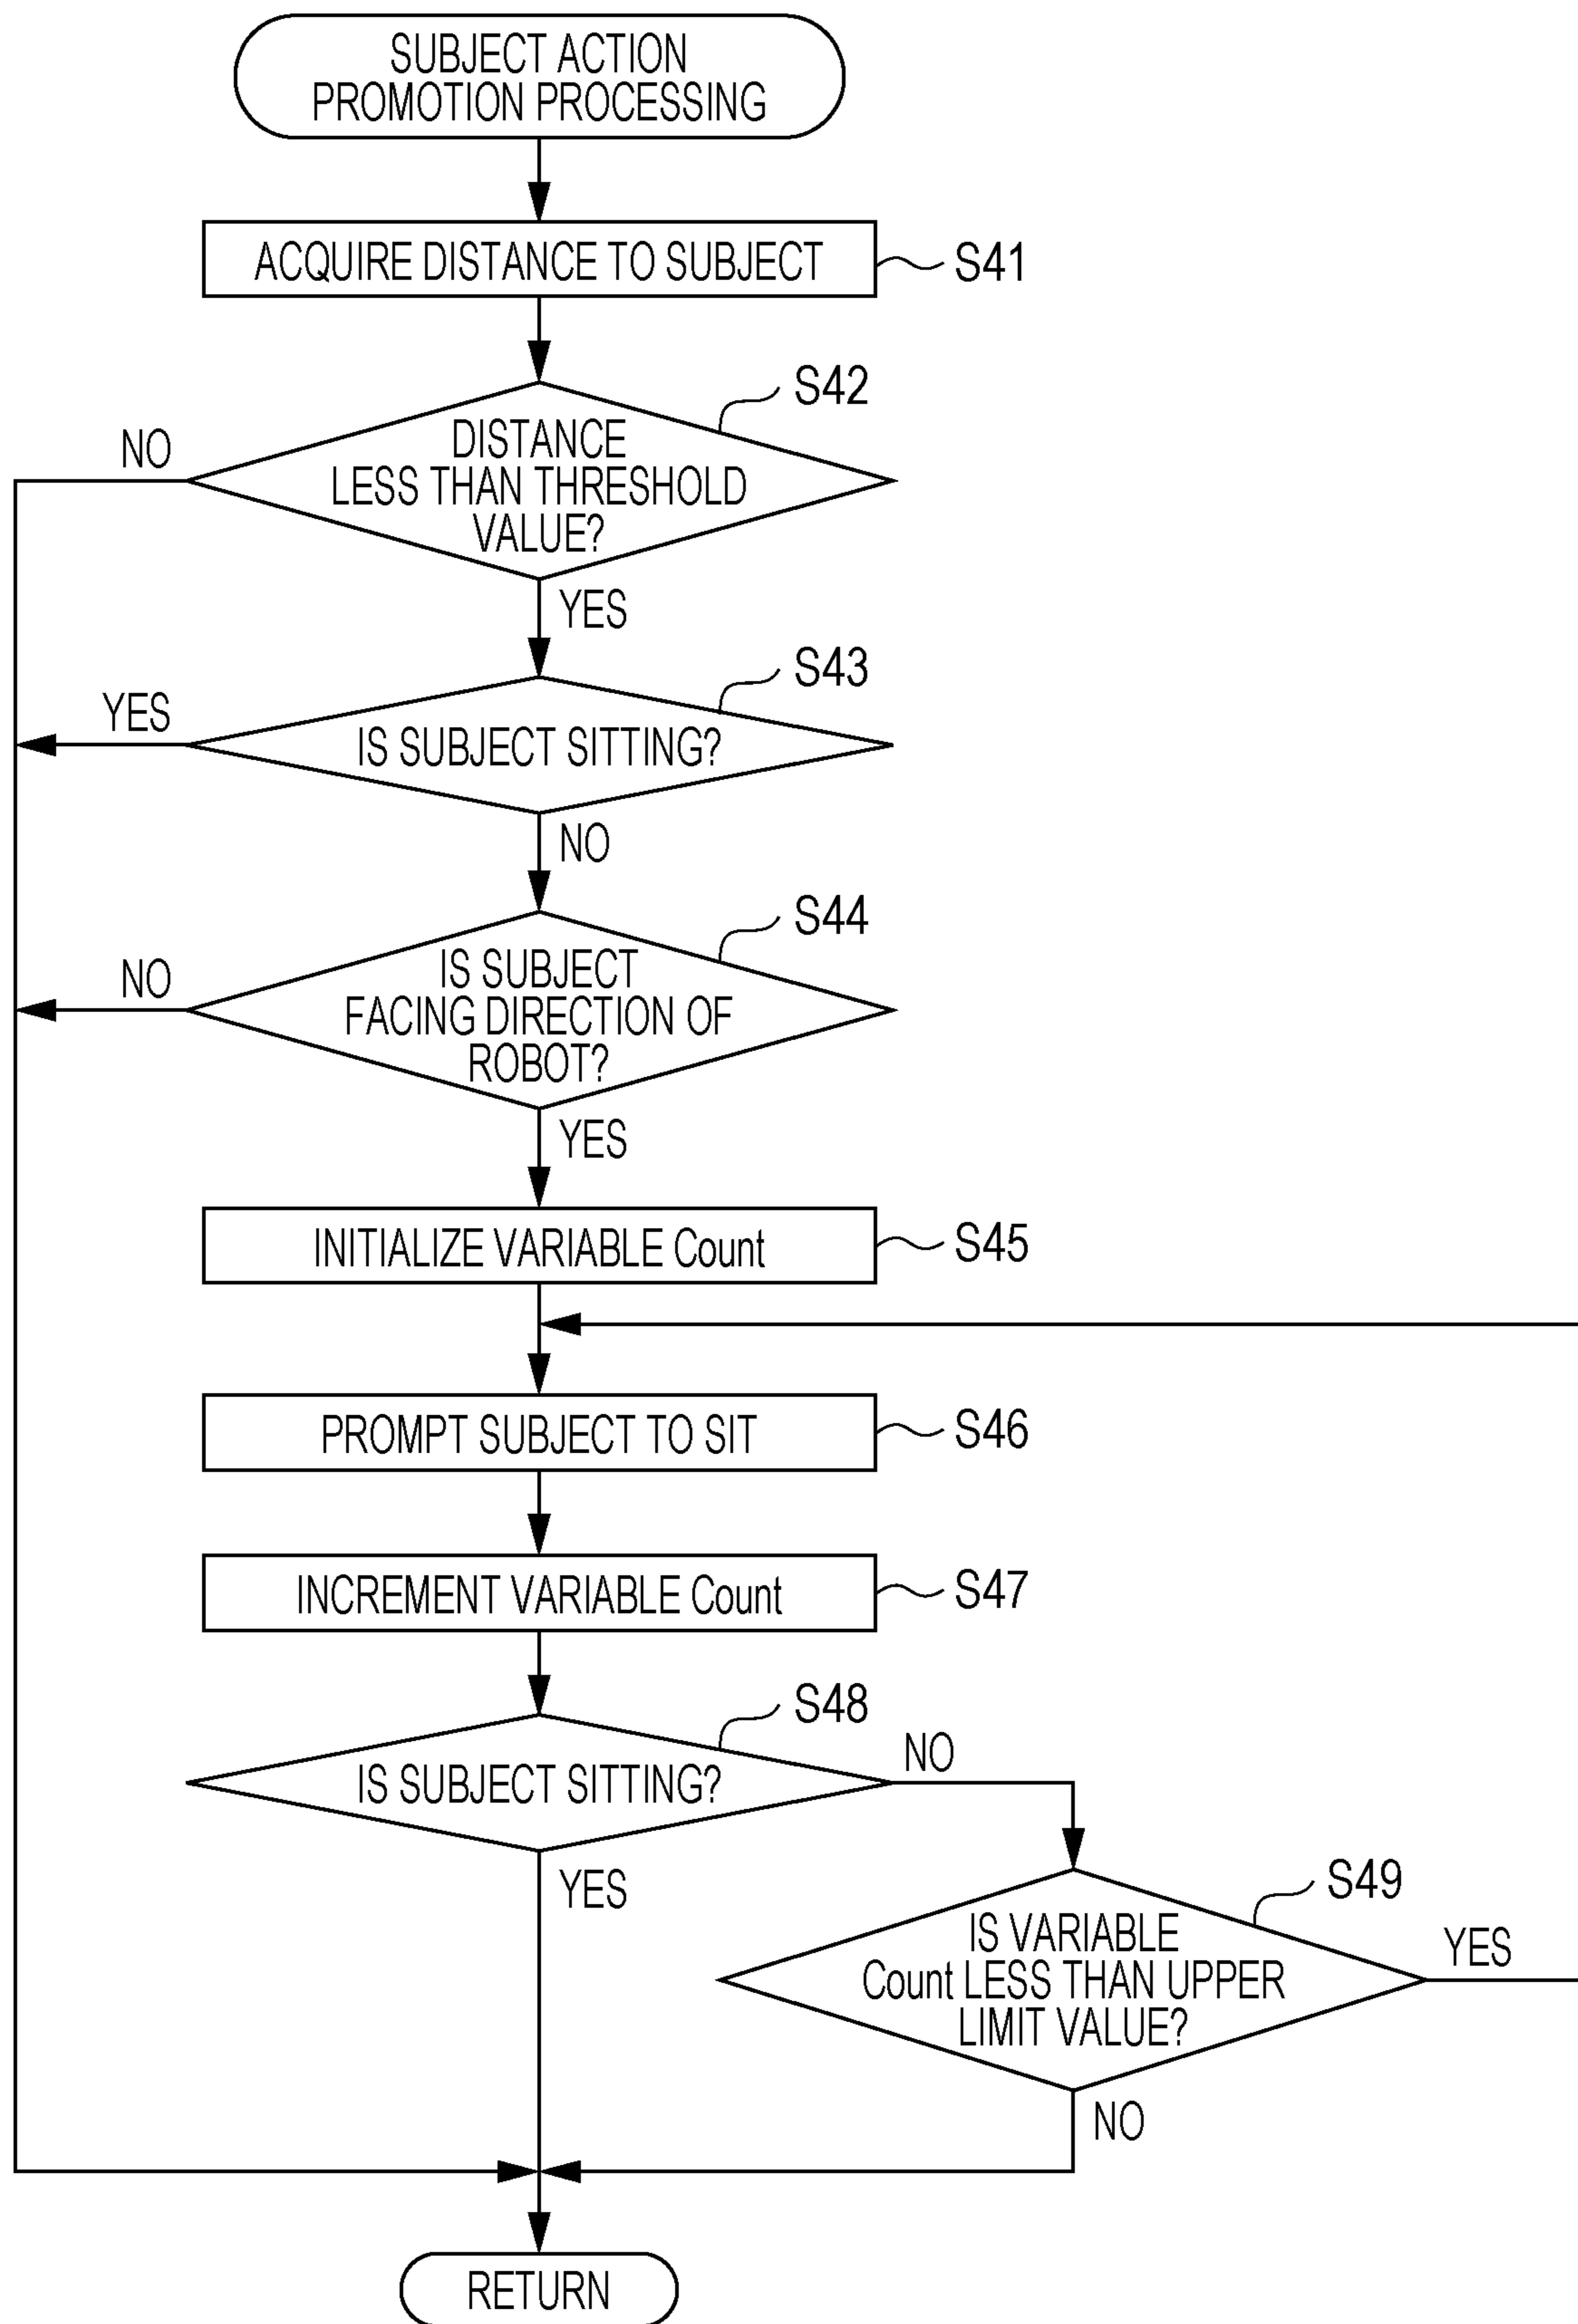 SUBJECT ACTION
PROMOTION PROCESSING
ACQUIRE DISTANCE TO SUBJECT
S41
S42
DISTANCE
LESS THAN THRESHOLD
VALUE?
NO
YES
S43
IS SUBJECT SITTING?
YES
NO
S44
IS SUBJECT
FACING DIRECTION OF
ROBOT?
NO
YES
INITIALIZE VARIABLE Count
S45
PROMPT SUBJECT TO SIT
S46
INCREMENT VARIABLE Count
S47
S48
IS SUBJECT SITTING?
NO
YES
S49
IS VARIABLE
Count LESS THAN UPPER
LIMIT VALUE?
YES
NO
RETURN